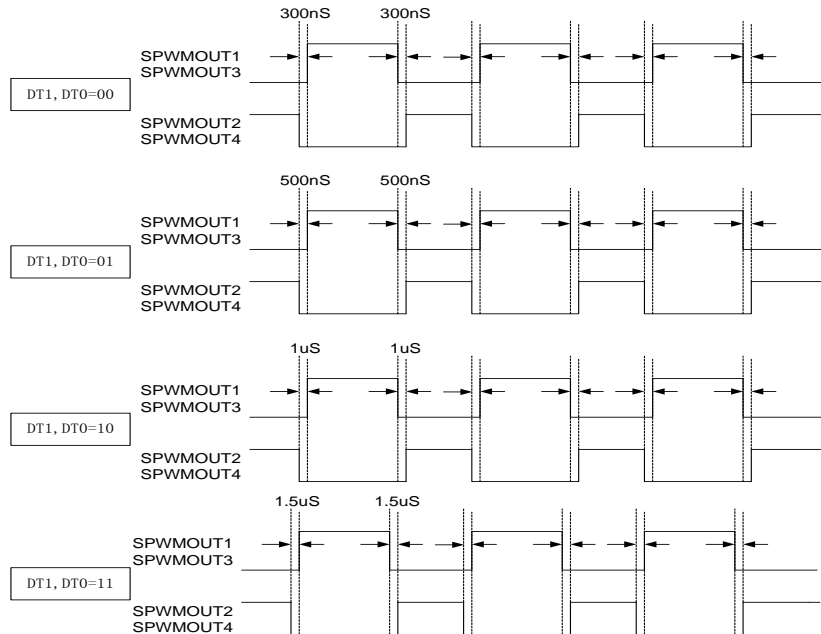 300nS 300nS
SPWMOUT1
SPWMOUT3
DT1, DT0=00
SPWMOUT2
SPWMOUT4
500nS 500nS
SPWMOUT1
SPWMOUT3
DT1, DT0=01
SPWMOUT2
SPWMOUT4
1uS 1uS
SPWMOUT1
SPWMOUT3
DT1, DT0=10
SPWMOUT2
SPWMOUT4
1.5uS 1.5uS
SPWMOUT1
SPWMOUT3
DT1, DT0=11
SPWMOUT2
SPWMOUT4